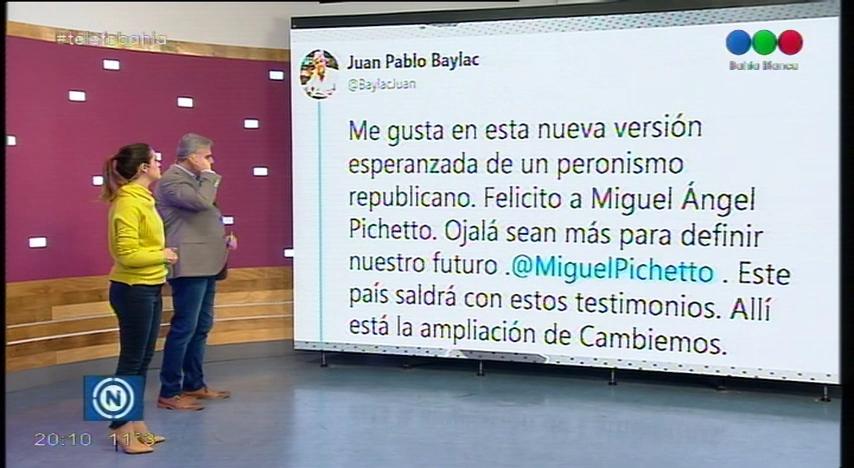 #telefebahia
Juan Pablo Baylac
@BaylacJuan
Bahía Blanca
Me gusta en esta nueva versión
esperanzada de un peronismo
republicano. Felicito a Miguel Ángel
Pichetto. Ojalá sean más para definir
nuestro futuro .@MiguelPichetto . Este
país saldrá con estos testimonios. Allí
está la ampliación de Cambiemos.
N
20:10 11°3